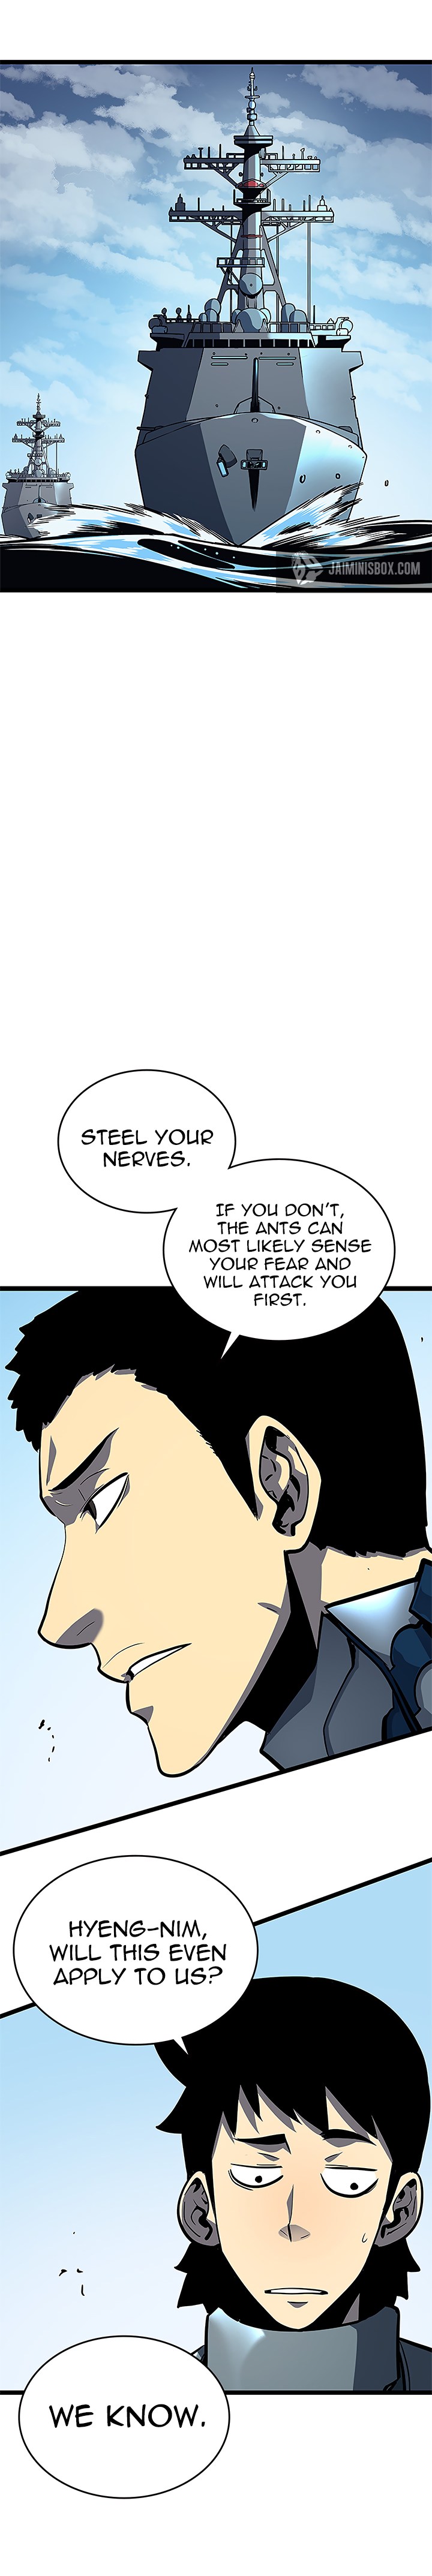 JAIMINISBOX.COM
STEEL YOUR
NERVES.
IF YOU DON'T,
THE ANTS CAN
MOST LIKELY SENSE
YOUR FEAR AND
WILL ATTACK YOU
FIRST.
HYENG-NIM,
WILL THIS EVEN
APPLY TO US?
WE KNOW.